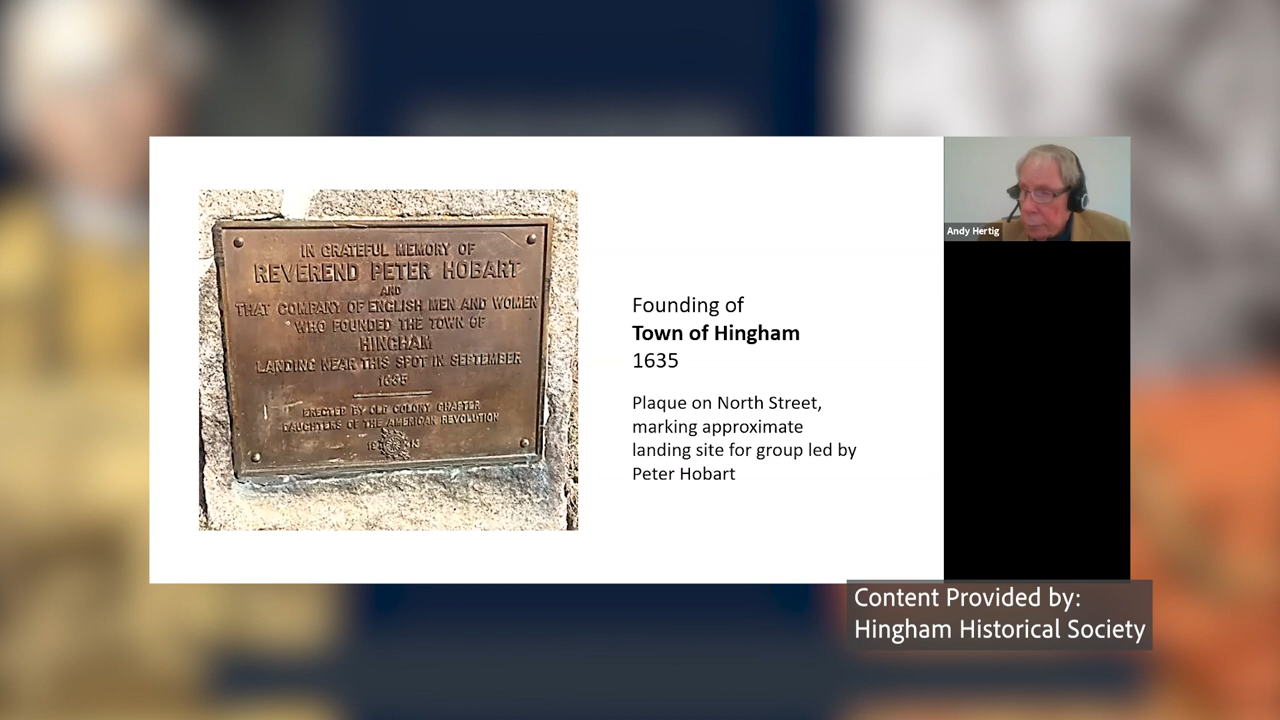 IN GRATEFUL MEMORY OF
REVEREND PETER HOBART
AND
THAT COMPANY OF ENGLISH MEN AND WOMEN
WHO FOUNDED THE TOWN OF
HINGHAM
LANDING NEAR THIS SPOT IN SEPTEMBER
1635
ERECTED BY OLD COLONY CHAPTER
DAUGHTERS OF THE AMERICAN REVOLUTION
19 13
Founding of
Town of Hingham
1635
Plaque on North Street,
marking approximate
landing site for group led by
Peter Hobart
Andy Hertig
Content Provided by:
Hingham Historical Society